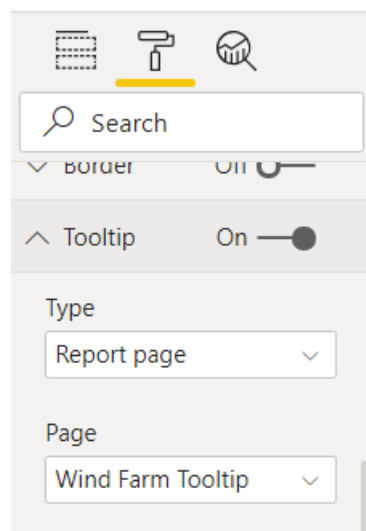 Search
Border Off
Tooltip On
Type
Report page
Page
Wind Farm Tooltip